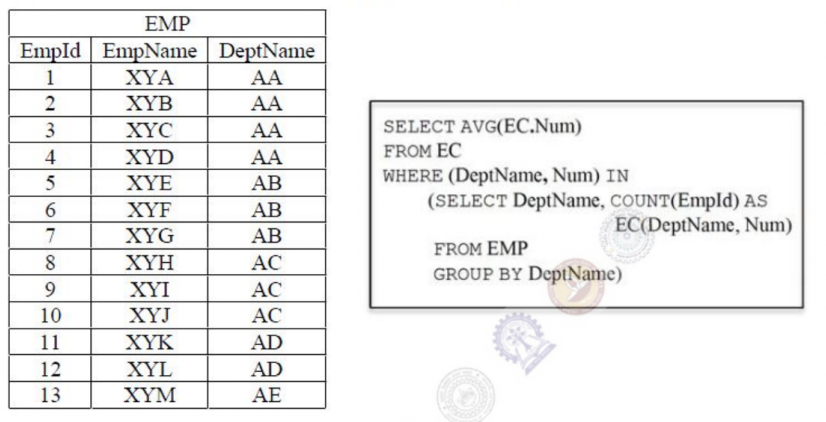 EMP
EmpId EmpName DeptName
1 XYA AA
2 XYB AA
3 XYC AA
4 XYD AA
5 XYE AB
6 XYF AB
7 XYG AB
8 XYH AC
9 XYI AC
10 XYJ AC
11 XYK AD
12 XYL AD
13 XYM AE
SELECT AVG(EC.Num)
FROM EC
WHERE (DeptName, Num) IN
(SELECT DeptName, COUNT(EmpId) AS
EC(DeptName, Num)
FROM EMP
GROUP BY DeptName)